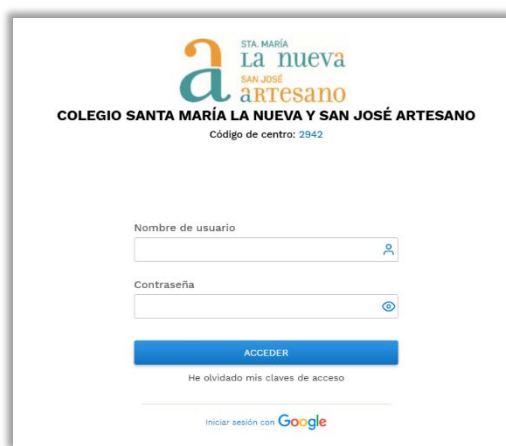 STA. MARÍA
La nueva
SAN JOSÉ
aRTesano
COLEGIO SANTA MARÍA LA NUEVA Y SAN JOSÉ ARTESANO
Código de centro: 2942
Nombre de usuario
Contraseña
ACCEDER
He olvidado mis claves de acceso
Iniciar sesión con Google